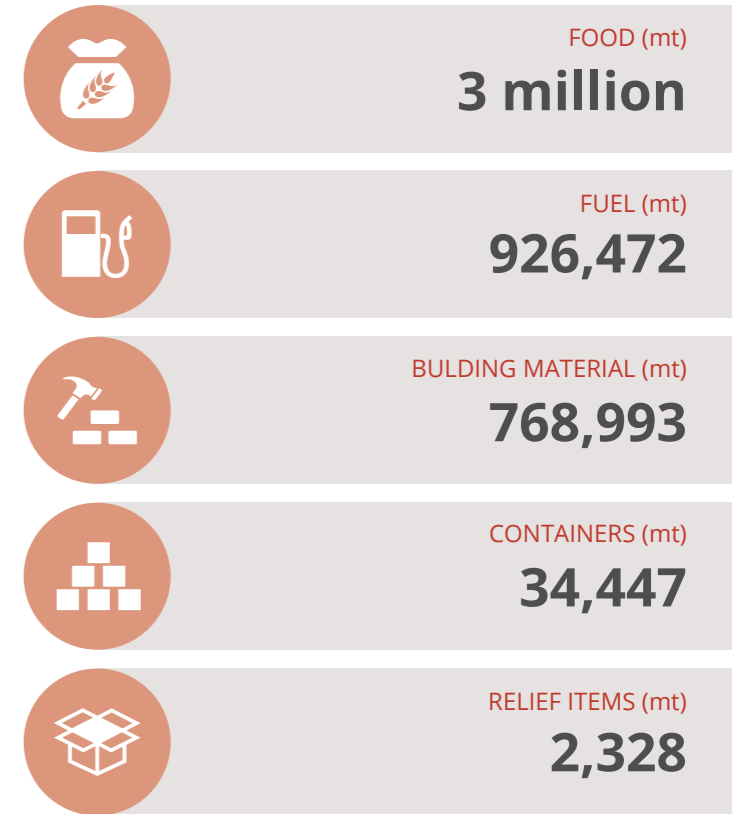 FOOD (mt)
3 million
FUEL (mt)
926,472
BULDING MATERIAL (mt)
768,993
CONTAINERS (mt)
34,447
RELIEF ITEMS (mt)
2,328